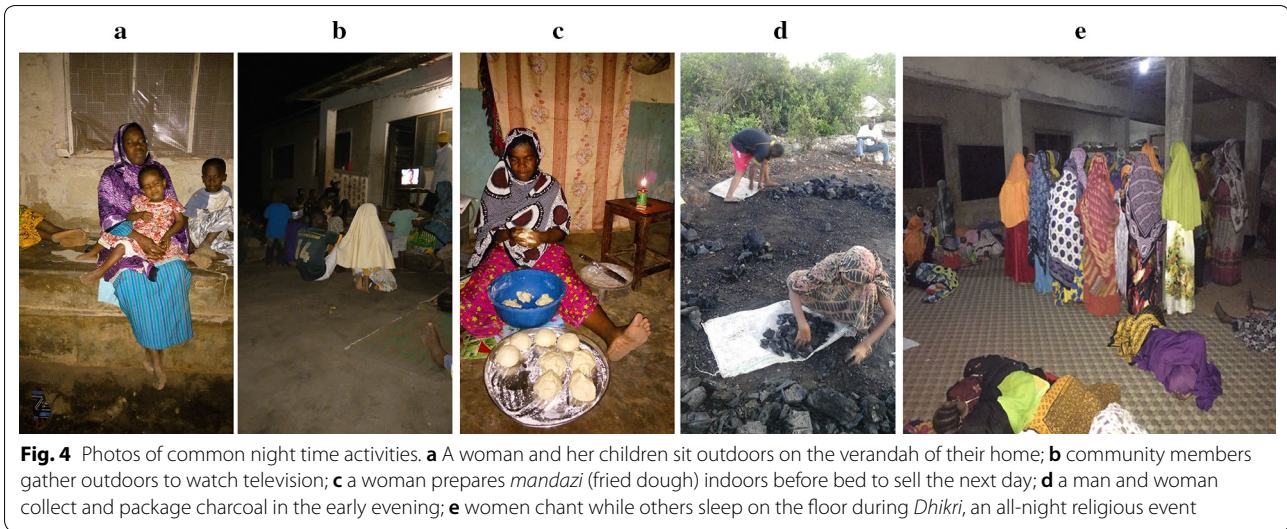 a b c d e
14
Fig. 4 Photos of common night time activities. a A woman and her children sit outdoors on the verandah of their home; b community members
gather outdoors to watch television; c a woman prepares mandazi (fried dough) indoors before bed to sell the next day; d a man and woman
collect and package charcoal in the early evening; e women chant while others sleep on the floor during Dhikri, an all-night religious event